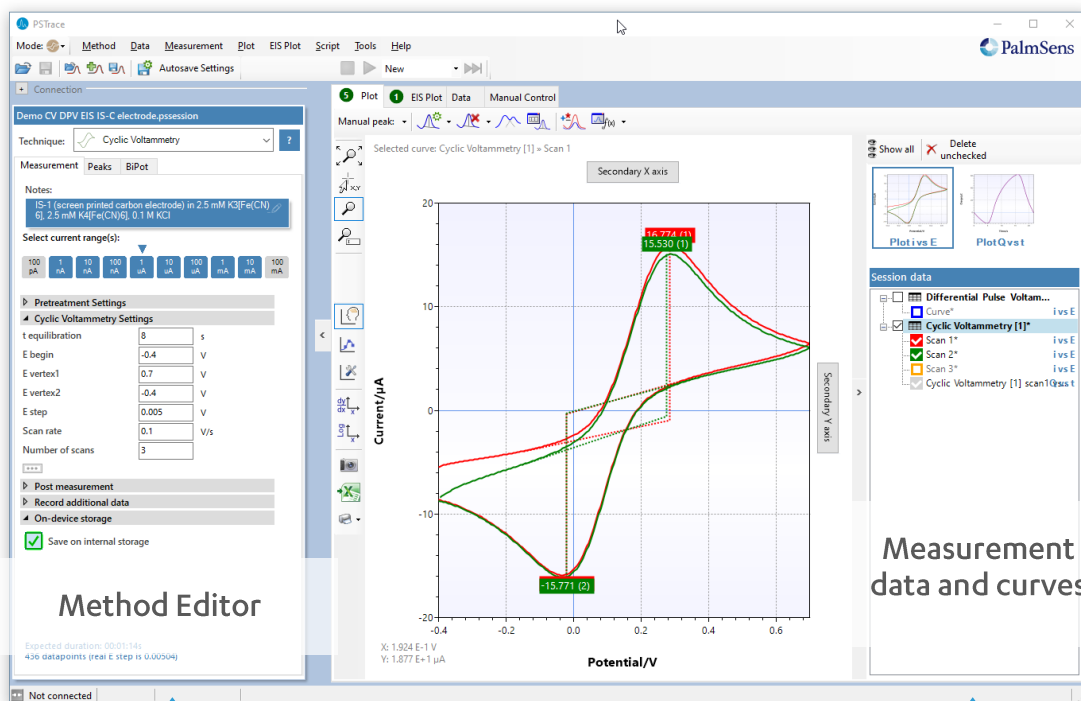 PSTrace
Mode: Method Data Measurement Plot EIS Plot Script Tools Help
PalmSens
Autosave Settings
New
Connection
5 Plot 1 EIS Plot Data Manual Control
Demo CV DPV EIS IS-C electrode.pssession
Technique: Cyclic Voltammetry ?
Measurement Peaks BiPot
Notes:
IS-1 (screen printed carbon electrode) in 2.5 mM K3[Fe(CN)
6], 2.5 mM K4[Fe(CN)6], 0.1 M KCl
Select current range(s):
100 pA
1 nA
10 nA
100 nA
1 uA
10 uA
100 uA
1 mA
10 mA
100 mA
Pretreatment Settings
Cyclic Voltammetry Settings
t equilibration 8 s
E begin -0.4 V
E vertex1 0.7 V
E vertex2 -0.4 V
E step 0.005 V
Scan rate 0.1 V/s
Number of scans 3
Post measurement
Record additional data
On-device storage
Save on internal storage
Method Editor
Expected duration: 00:01:14s
436 datapoints (real E step is 0.00504)
Not connected
Manual peak:
f(x)
Selected curve: Cyclic Voltammetry [1] » Scan 1
X,Y
dy
dx
x
Log
x
Secondary X axis
16.774 (1)
15.530 (1)
-15.771 (2)
Current/µA
20
10
0
-10
-20
-0.4 -0.2 0.0 0.2 0.4 0.6
Potential/V
X: 1.924 E-1 V
Y: 1.877 E+1 µA
Secondary Y axis
<
>
Show all Delete
unchecked
Plot i vs E PlotQvst
Session data
Differential Pulse Voltam...
Curve* i vs E
Cyclic Voltammetry [1]*
Scan 1* i vs E
Scan 2* i vs E
Scan 3* i vs E
Cyclic Voltammetry [1] scan1
Measurement
data and curves